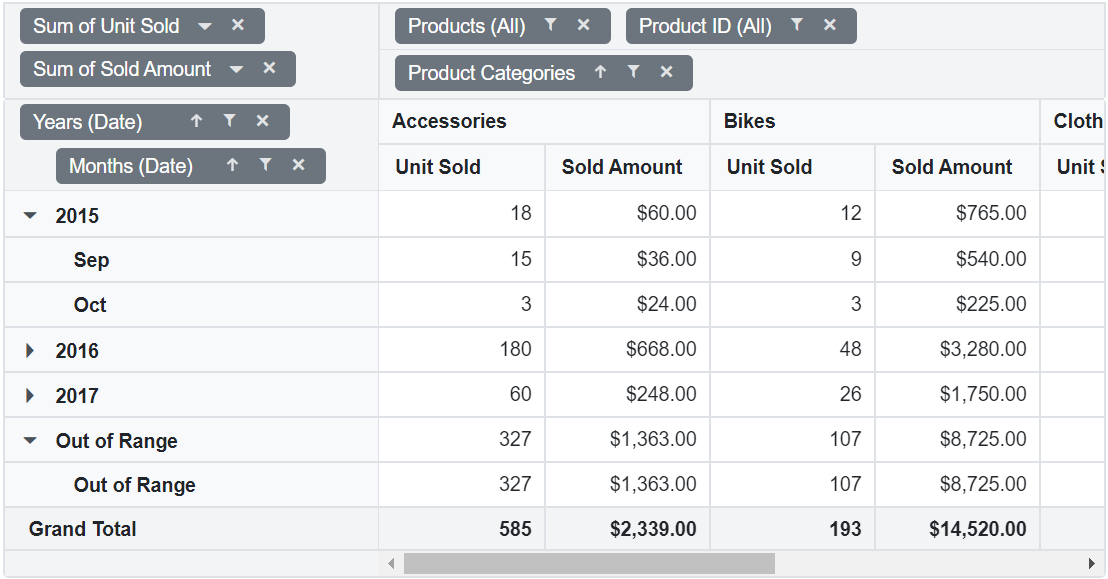 Sum of Unit Sold
Products (All) Product ID (All)
Sum of Sold Amount
Product Categories
Years (Date)
Accessories Bikes Cloth
Months (Date)
Unit Sold Sold Amount Unit Sold Sold Amount Unit
2015 18 $60.00 12 $765.00
Sep 15 $36.00 9 $540.00
Oct 3 $24.00 3 $225.00
2016 180 $668.00 48 $3,280.00
2017 60 $248.00 26 $1,750.00
Out of Range 327 $1,363.00 107 $8,725.00
Out of Range 327 $1,363.00 107 $8,725.00
Grand Total 585 $2,339.00 193 $14,520.00